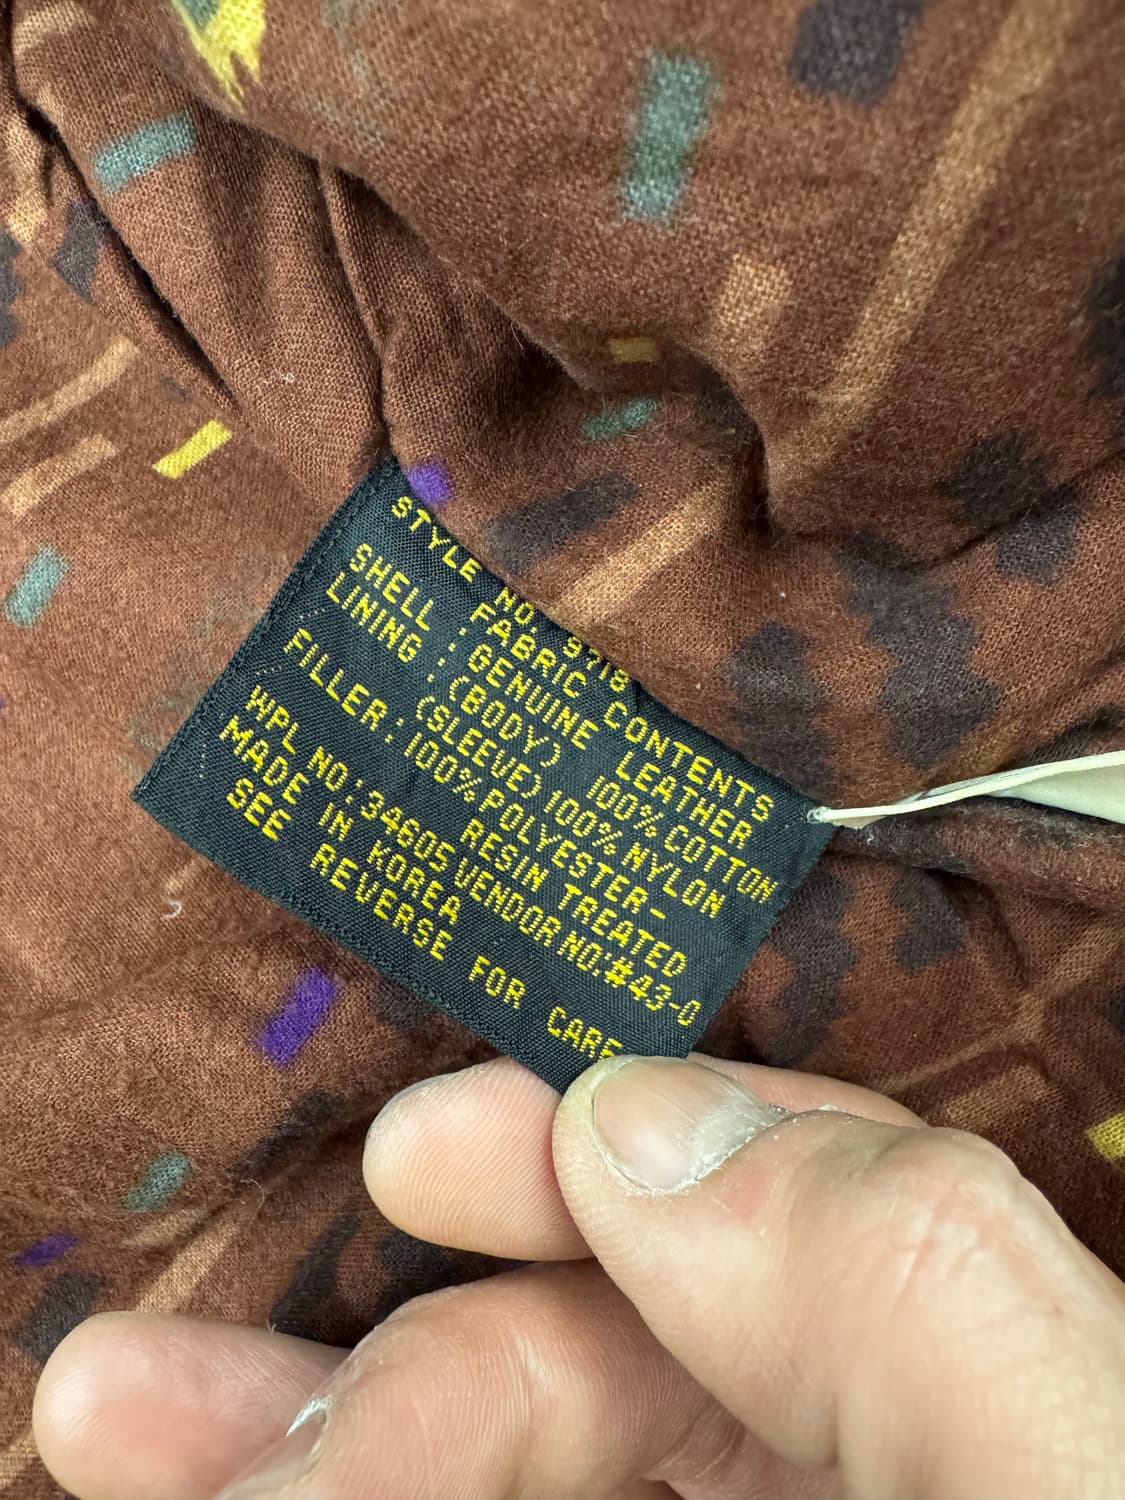 STYLE NO. 9718
FABRIC CONTENTS
SHELL : GENUINE LEATHER
LINING : (BODY) 100% COTTON
(SLEEVE) 100% NYLON
FILLER: 100% POLYESTER-
RESIN TREATED
WPL NO: 34605 VENDOR NO:#43-0
MADE IN KOREA
SEE REVERSE FOR CARE